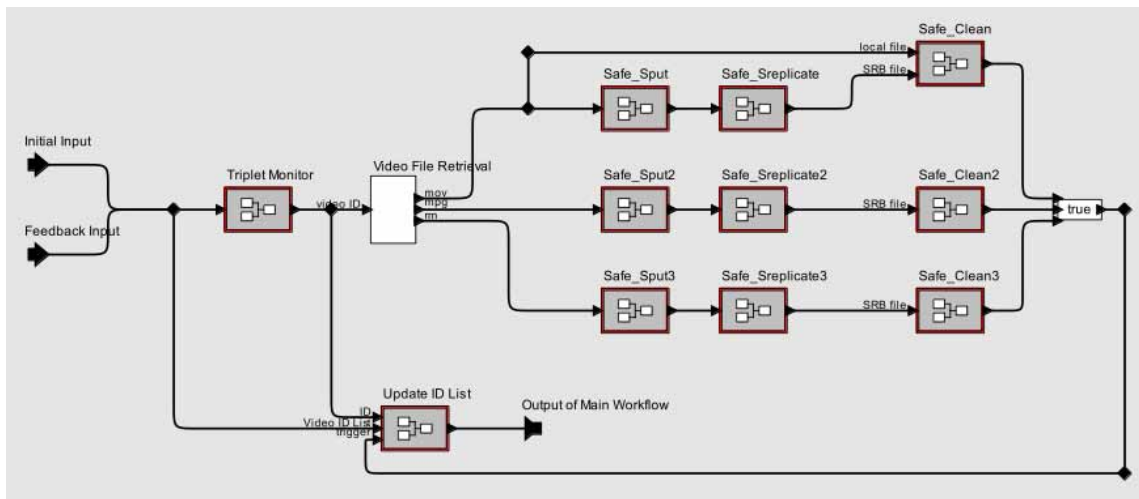 Safe_Clean
local file
SRB file
Safe_Sput
Safe_Sreplicate
Initial Input
Triplet Monitor
Video File Retrieval
Safe_Sput2
Safe_Sreplicate2
Safe_Clean2
video ID
mov
mpg
rm
SRB file
true
Feedback Input
Safe_Sput3
Safe_Sreplicate3
Safe_Clean3
SRB file
Update ID List
Output of Main Workflow
ID
Video ID List
trigger